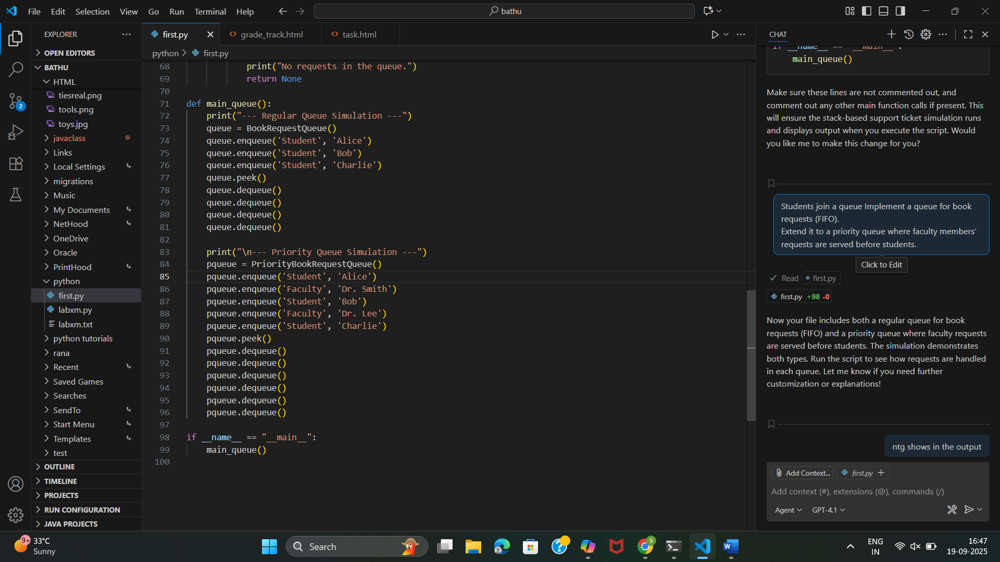 File Edit Selection View Go Run Terminal Help
bathu
EXPLORER
OPEN EDITORS
BATHU
HTML
tiesreal.png
tools.png
toys.jpg
javaclass
Links
Local Settings
migrations
Music
My Documents
NetHood
OneDrive
Oracle
PrintHood
python
first.py
labxm.py
labxm.txt
python tutorials
rana
Recent
Saved Games
Searches
SendTo
Start Menu
Templates
test
OUTLINE
TIMELINE
PROJECTS
RUN CONFIGURATION
JAVA PROJECTS
2
first.py
grade_track.html
task.html
python > first.py
68 print("No requests in the queue.")
69 return None
70
71 def main_queue():
72 print("--- Regular Queue Simulation ---")
73 queue = BookRequestQueue()
74 queue.enqueue('Student', 'Alice')
75 queue.enqueue('Student', 'Bob')
76 queue.enqueue('Student', 'Charlie')
77 queue.peek()
78 queue.dequeue()
79 queue.dequeue()
80 queue.dequeue()
81 queue.dequeue()
82
83 print("\n--- Priority Queue Simulation ---")
84 pqueue = PriorityBookRequestQueue()
85 pqueue.enqueue('Student', 'Alice')
86 pqueue.enqueue('Faculty', 'Dr. Smith')
87 pqueue.enqueue('Student', 'Bob')
88 pqueue.enqueue('Faculty', 'Dr. Lee')
89 pqueue.enqueue('Student', 'Charlie')
90 pqueue.peek()
91 pqueue.dequeue()
92 pqueue.dequeue()
93 pqueue.dequeue()
94 pqueue.dequeue()
95 pqueue.dequeue()
96 pqueue.dequeue()
97
98 if __name__ == "__main__":
99 main_queue()
100
CHAT
if __name__ == "__main__":
main_queue()
Make sure these lines are not commented out, and
comment out any other main function calls if present. This
will ensure the stack-based support ticket simulation runs
and displays output when you execute the script. Would
you like me to make this change for you?
Students join a queue Implement a queue for book
requests (FIFO).
Extend it to a priority queue where faculty members’
requests are served before students.
Click to Edit
Read first.py
first.py +98 -0
Now your file includes both a regular queue for book
requests (FIFO) and a priority queue where faculty requests
are served before students. The simulation demonstrates
both types. Run the script to see how requests are handled
in each queue. Let me know if you need further
customization or explanations!
ntg shows in the output
Add Context... first.py
Add context (#), extensions (@), commands (/)
Agent GPT-4.1
9+ 33°C
Sunny
Search
ENG
IN
16:47
19-09-2025